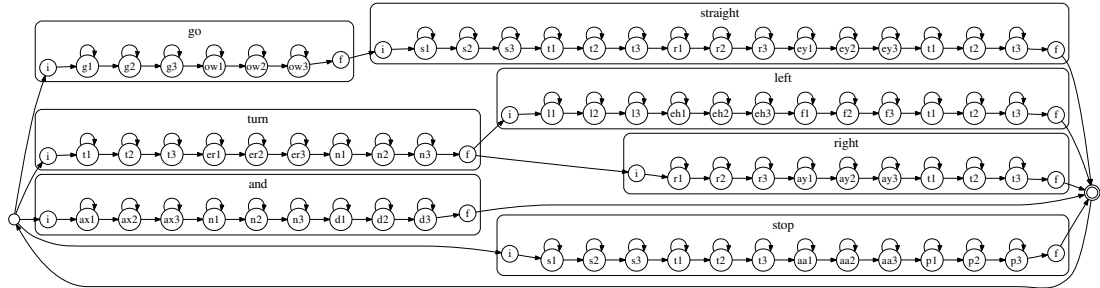 straight
i s1 s2 s3 t1 t2 t3 r1 r2 r3 ey1 ey2 ey3 t1 t2 t3 f
go
i g1 g2 g3 ow1 ow2 ow3 f
left
i l1 l2 l3 eh1 eh2 eh3 f1 f2 f3 t1 t2 t3 f
turn
i t1 t2 t3 er1 er2 er3 n1 n2 n3 f
right
i r1 r2 r3 ay1 ay2 ay3 t1 t2 t3 f
and
i ax1 ax2 ax3 n1 n2 n3 d1 d2 d3 f
stop
i s1 s2 s3 t1 t2 t3 aa1 aa2 aa3 p1 p2 p3 f